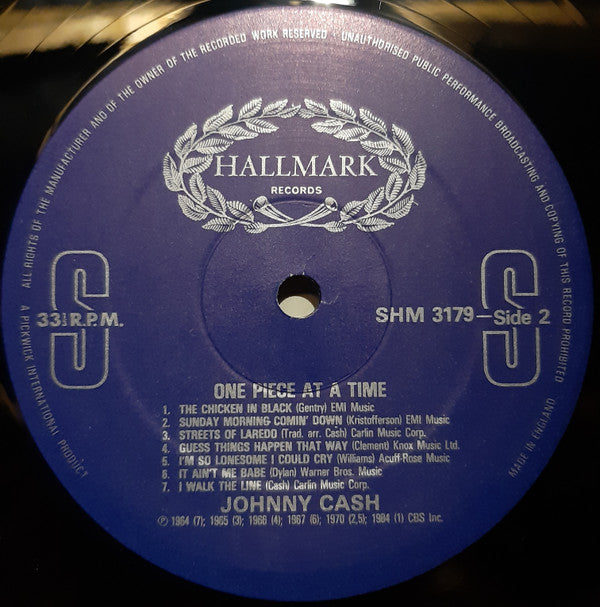 ALL RIGHTS OF THE MANUFACTURER AND OF THE OWNER OF THE RECORDED WORK RESERVED · UNAUTHORISED PUBLIC PERFORMANCE BROADCASTING AND COPYING OF THIS RECORD PROHIBITED
HALLMARK
RECORDS
S
S
33⅓ R.P.M.
SHM 3179—Side 2
ONE PIECE AT A TIME
1. THE CHICKEN IN BLACK (Gentry) EMI Music
2. SUNDAY MORNING COMIN' DOWN (Kristofferson) EMI Music
3. STREETS OF LAREDO (Trad. arr. Cash) Carlin Music Corp.
4. GUESS THINGS HAPPEN THAT WAY (Clement) Knox Music Ltd.
5. I'M SO LONESOME I COULD CRY (Williams) Acuff-Rose Music
6. IT AIN'T ME BABE (Dylan) Warner Bros. Music
7. I WALK THE LINE (Cash) Carlin Music Corp.
JOHNNY CASH
℗ 1964 (7); 1965 (3); 1966 (4); 1967 (6); 1970 (2,5); 1984 (1) CBS Inc.
A PICKWICK INTERNATIONAL PRODUCT
MADE IN ENGLAND